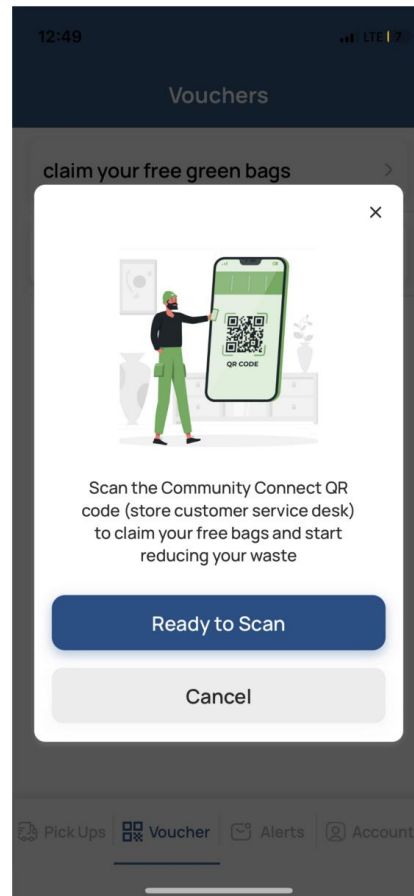 12:49 LTE 7
Vouchers
claim your free green bags
QR CODE
Scan the Community Connect QR
code (store customer service desk)
to claim your free bags and start
reducing your waste
Ready to Scan
Cancel
Pick Ups Voucher Alerts Account